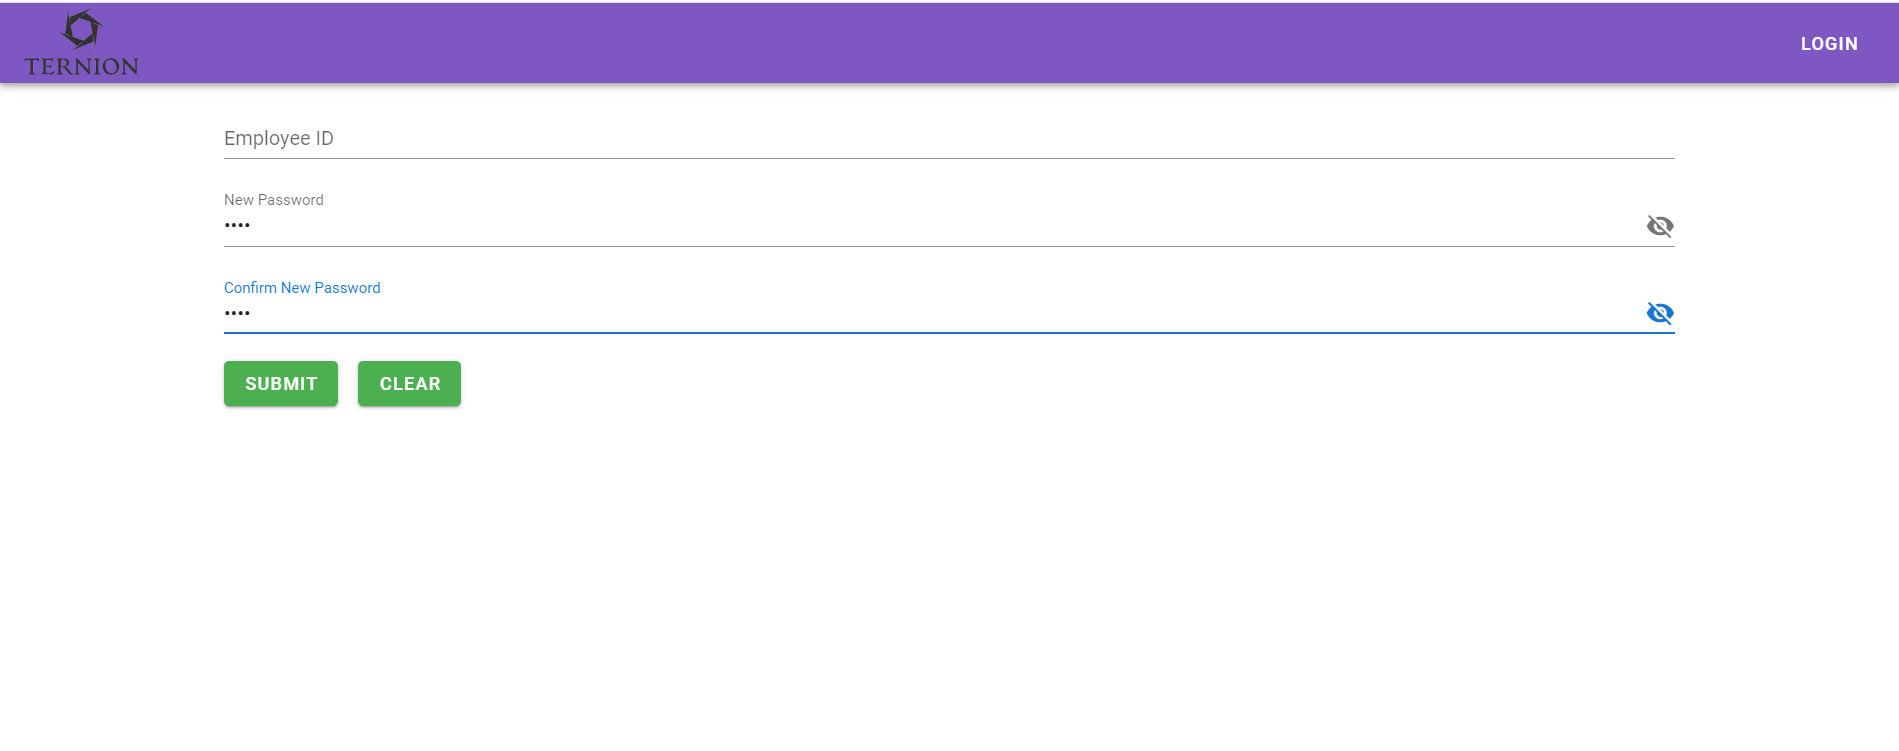 TERNION
LOGIN
Employee ID
New Password
••••
Confirm New Password
••••
SUBMIT
CLEAR